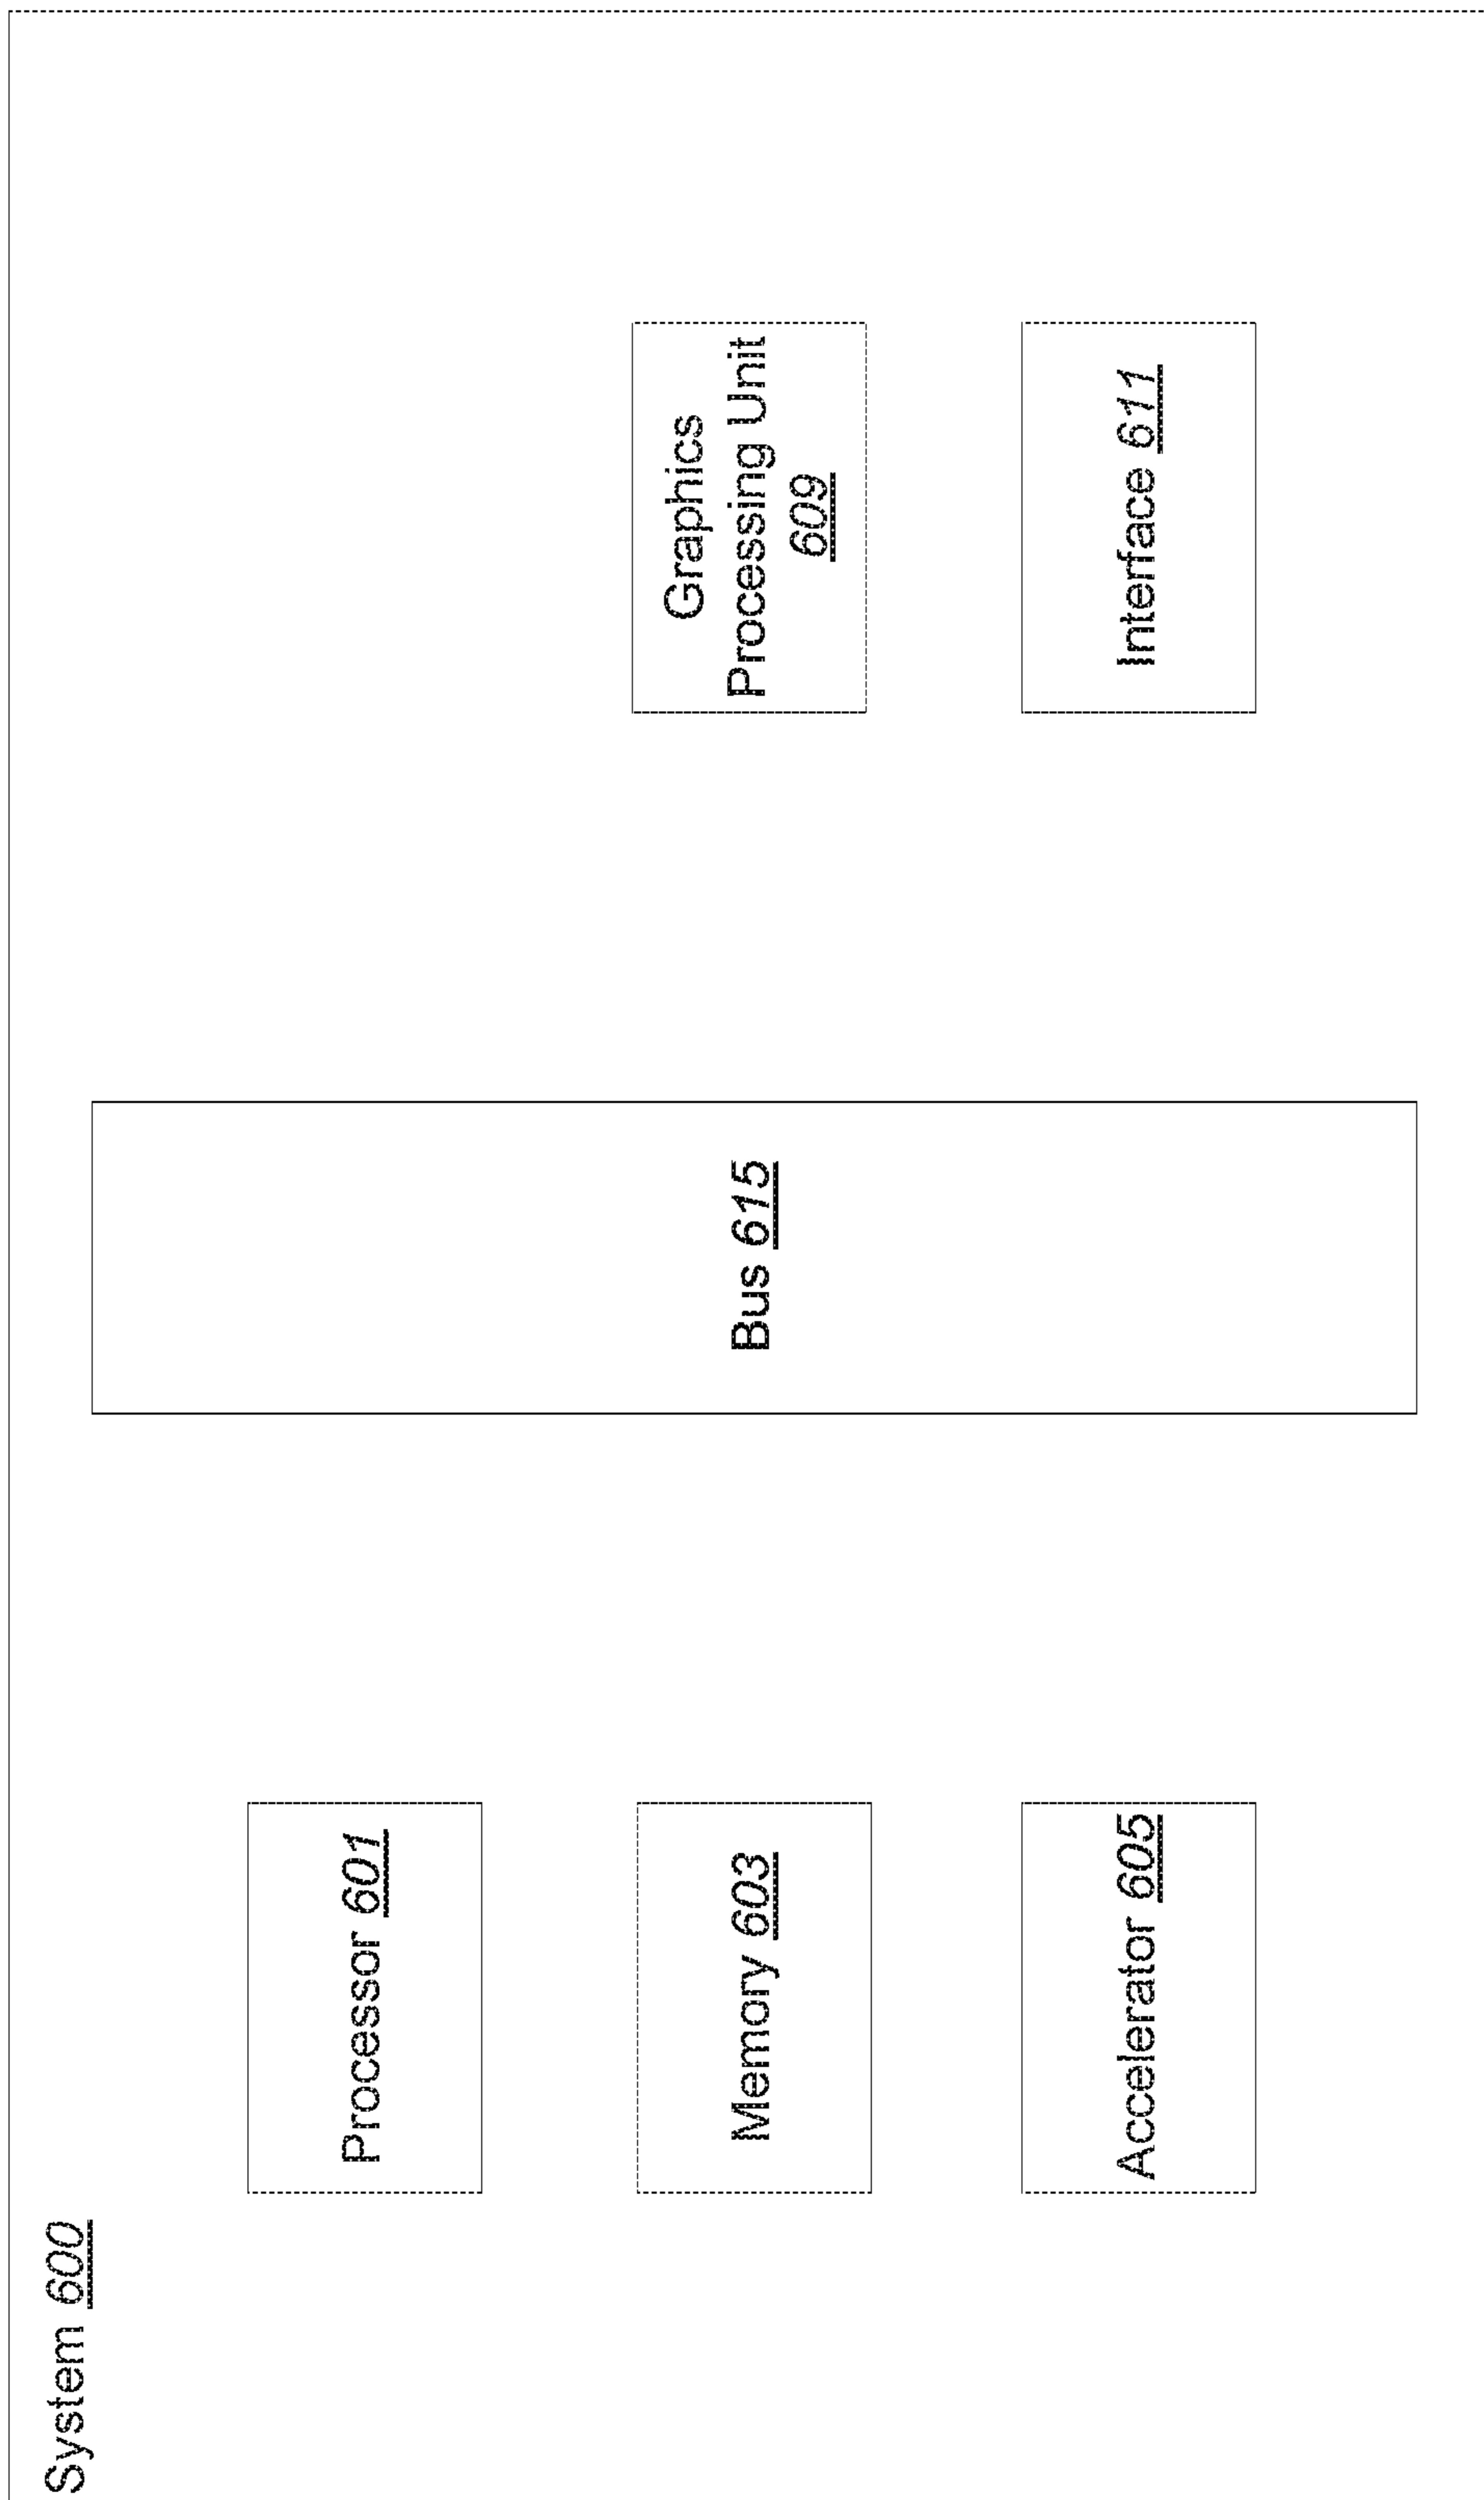 System 600
Processor 601
Memory 603
Accelerator 605
Bus 615
Graphics
Processing Unit
609
Interface 611